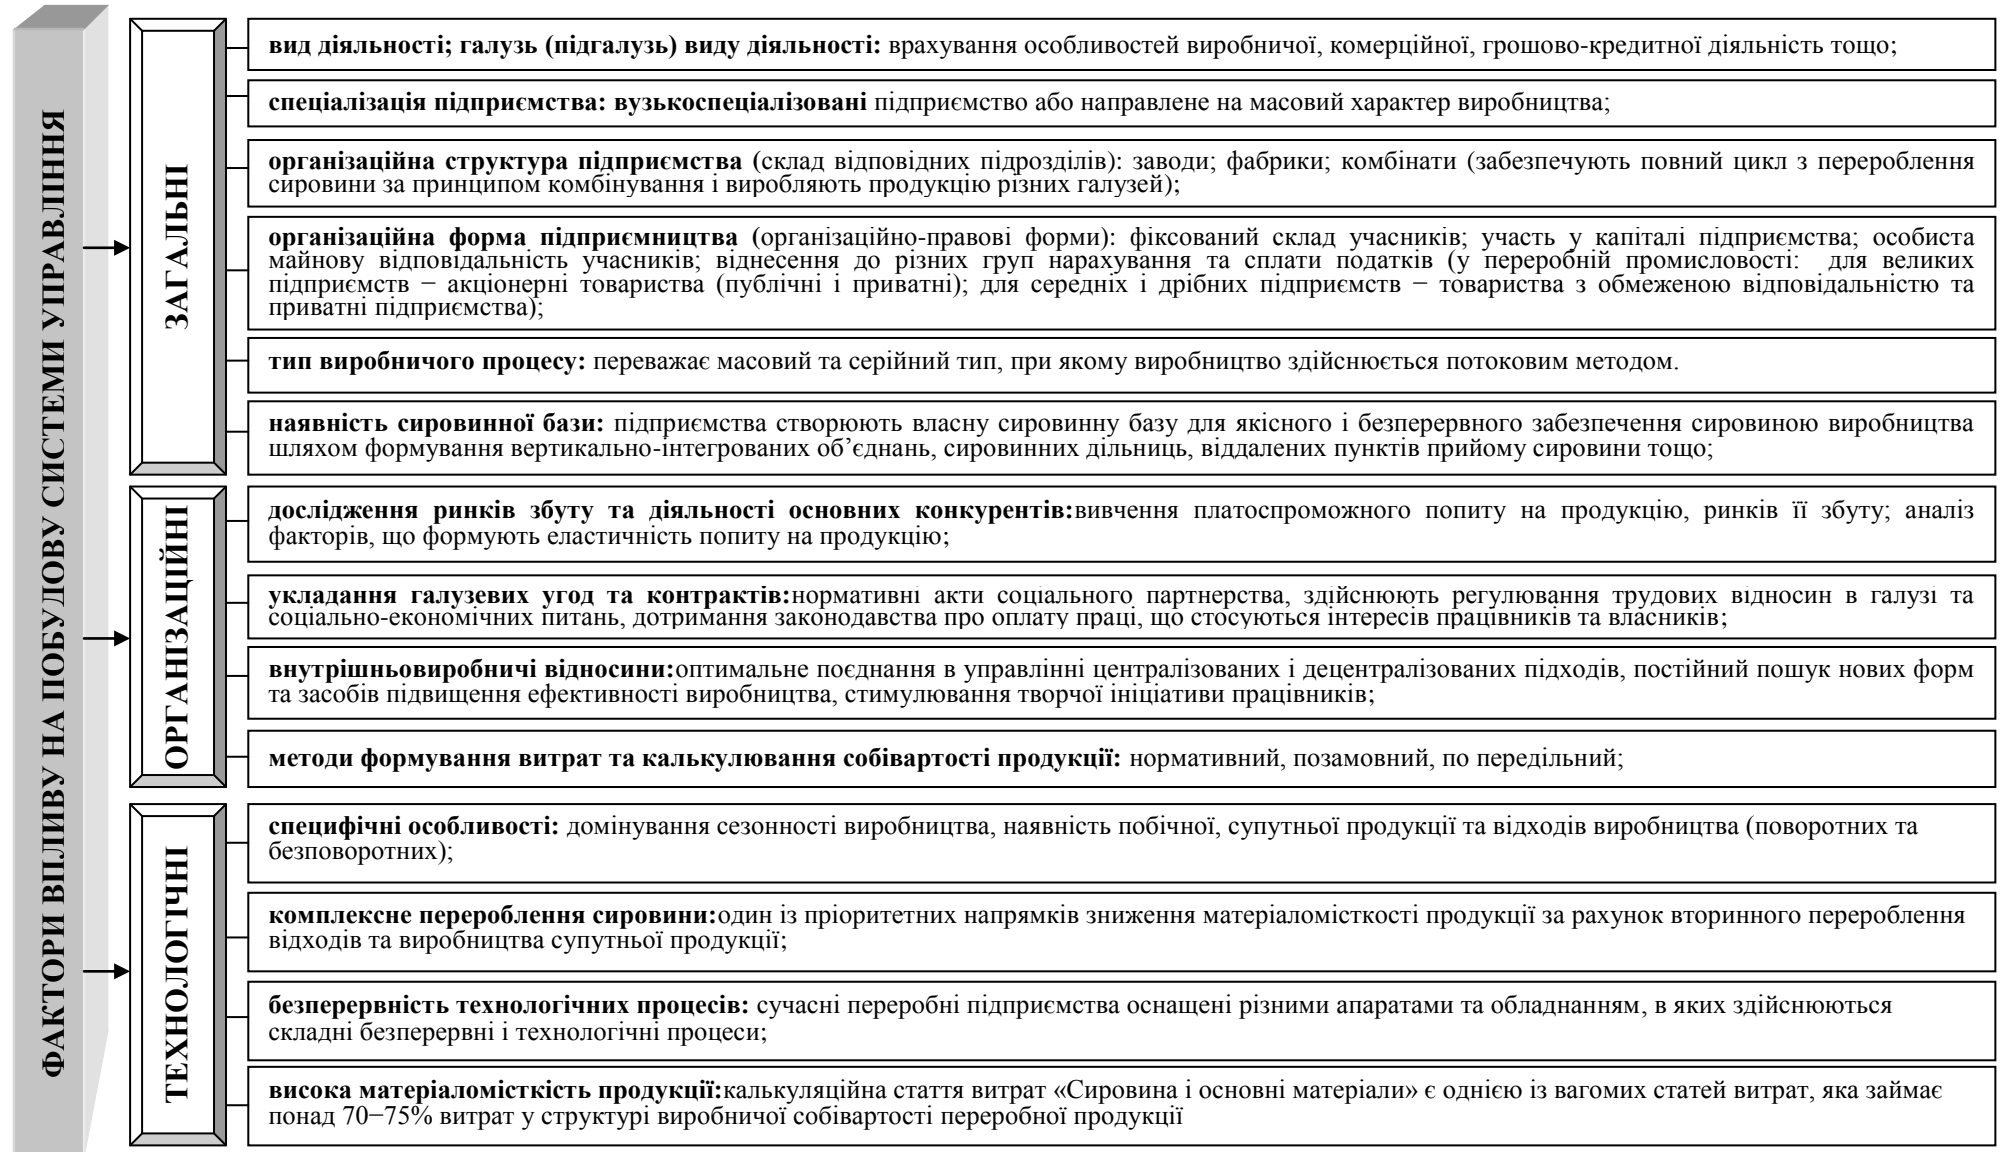 ФАКТОРИ ВПЛИВУ НА ПОБУДОВУ СИСТЕМИ УПРАВЛІННЯ
ЗАГАЛЬНІ
вид діяльності; галузь (підгалузь) виду діяльності: врахування особливостей виробничої, комерційної, грошово-кредитної діяльність тощо;
спеціалізація підприємства: вузькоспеціалізовані підприємство або направлене на масовий характер виробництва;
організаційна структура підприємства (склад відповідних підрозділів): заводи; фабрики; комбінати (забезпечують повний цикл з перероблення
сировини за принципом комбінування і виробляють продукцію різних галузей);
організаційна форма підприємництва (організаційно-правові форми): фіксований склад учасників; участь у капіталі підприємства; особиста
майнову відповідальність учасників; віднесення до різних груп нарахування та сплати податків (у переробній промисловості: для великих
підприємств − акціонерні товариства (публічні і приватні); для середніх і дрібних підприємств − товариства з обмеженою відповідальністю та
приватні підприємства);
тип виробничого процесу: переважає масовий та серійний тип, при якому виробництво здійснюється потоковим методом.
наявність сировинної бази: підприємства створюють власну сировинну базу для якісного і безперервного забезпечення сировиною виробництва
шляхом формування вертикально-інтегрованих об’єднань, сировинних дільниць, віддалених пунктів прийому сировини тощо;
ОРГАНІЗАЦІЙНІ
дослідження ринків збуту та діяльності основних конкурентів:вивчення платоспроможного попиту на продукцію, ринків її збуту; аналіз
факторів, що формують еластичність попиту на продукцію;
укладання галузевих угод та контрактів:нормативні акти соціального партнерства, здійснюють регулювання трудових відносин в галузі та
соціально-економічних питань, дотримання законодавства про оплату праці, що стосуються інтересів працівників та власників;
внутрішньовиробничі відносини:оптимальне поєднання в управлінні централізованих і децентралізованих підходів, постійний пошук нових форм
та засобів підвищення ефективності виробництва, стимулювання творчої ініціативи працівників;
методи формування витрат та калькулювання собівартості продукції: нормативний, позамовний, по передільний;
ТЕХНОЛОГІЧНІ
специфічні особливості: домінування сезонності виробництва, наявність побічної, супутньої продукції та відходів виробництва (поворотних та
безповоротних);
комплексне перероблення сировини:один із пріоритетних напрямків зниження матеріаломісткості продукції за рахунок вторинного перероблення
відходів та виробництва супутньої продукції;
безперервність технологічних процесів: сучасні переробні підприємства оснащені різними апаратами та обладнанням, в яких здійснюються
складні безперервні і технологічні процеси;
висока матеріаломісткість продукції:калькуляційна стаття витрат «Сировина і основні матеріали» є однією із вагомих статей витрат, яка займає
понад 70−75% витрат у структурі виробничої собівартості переробної продукції